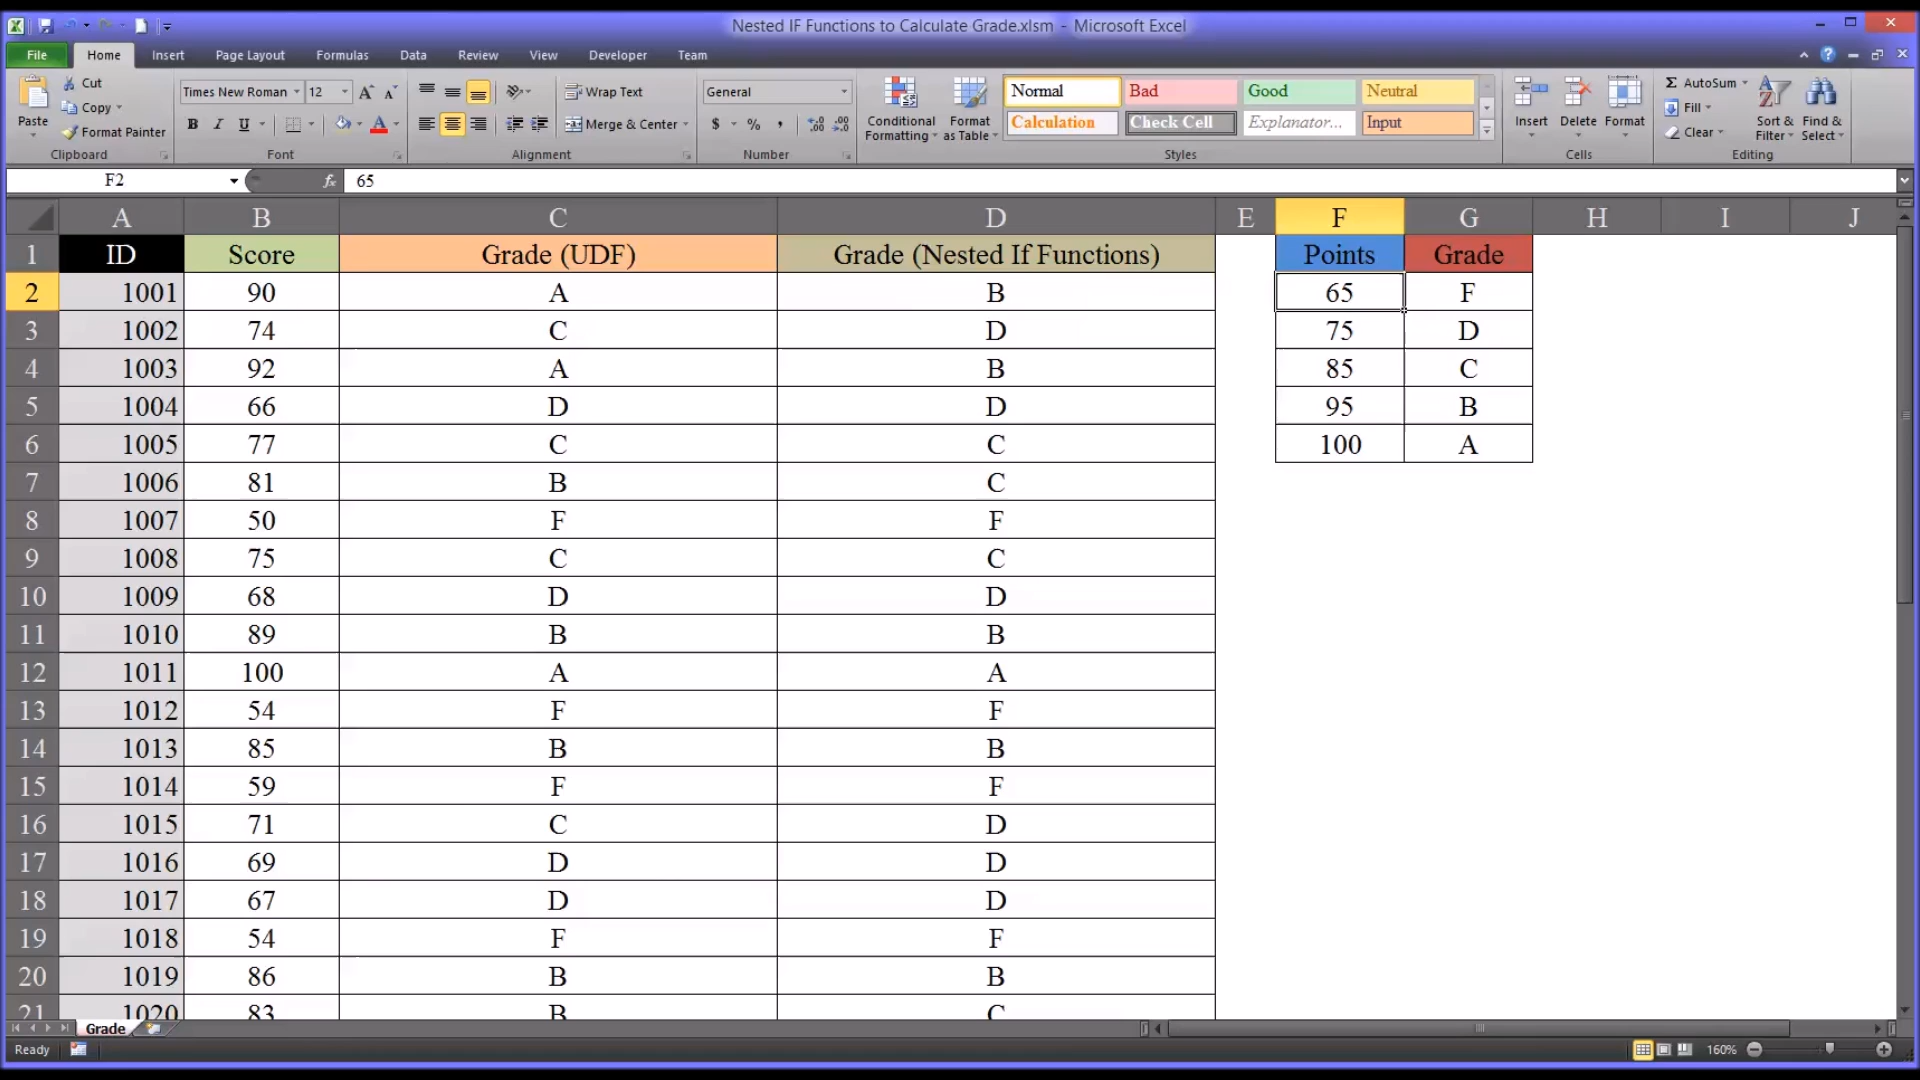 Nested IF Functions to Calculate Grade.xlsm - Microsoft Excel
File Home Insert Page Layout Formulas Data Review View Developer Team
Paste Cut Copy Format Painter
Times New Roman 12
B I U
Wrap Text
Merge & Center
General
$ % ,
Conditional Formatting
Format as Table
Normal Bad Good Neutral
Calculation Check Cell Explanator... Input
Insert Delete Format
Σ AutoSum
Fill
Clear
Sort & Filter
Find & Select
Clipboard Font Alignment Number Styles Cells Editing
F2 fx 65
A B C D E F G H I J
1 ID Score Grade (UDF) Grade (Nested If Functions) Points Grade
2 1001 90 A B 65 F
3 1002 74 C D 75 D
4 1003 92 A B 85 C
5 1004 66 D D 95 B
6 1005 77 C C 100 A
7 1006 81 B C
8 1007 50 F F
9 1008 75 C C
10 1009 68 D D
11 1010 89 B B
12 1011 100 A A
13 1012 54 F F
14 1013 85 B B
15 1014 59 F F
16 1015 71 C D
17 1016 69 D D
18 1017 67 D D
19 1018 54 F F
20 1019 86 B B
21 1020 83 B C
Grade
Ready 160%